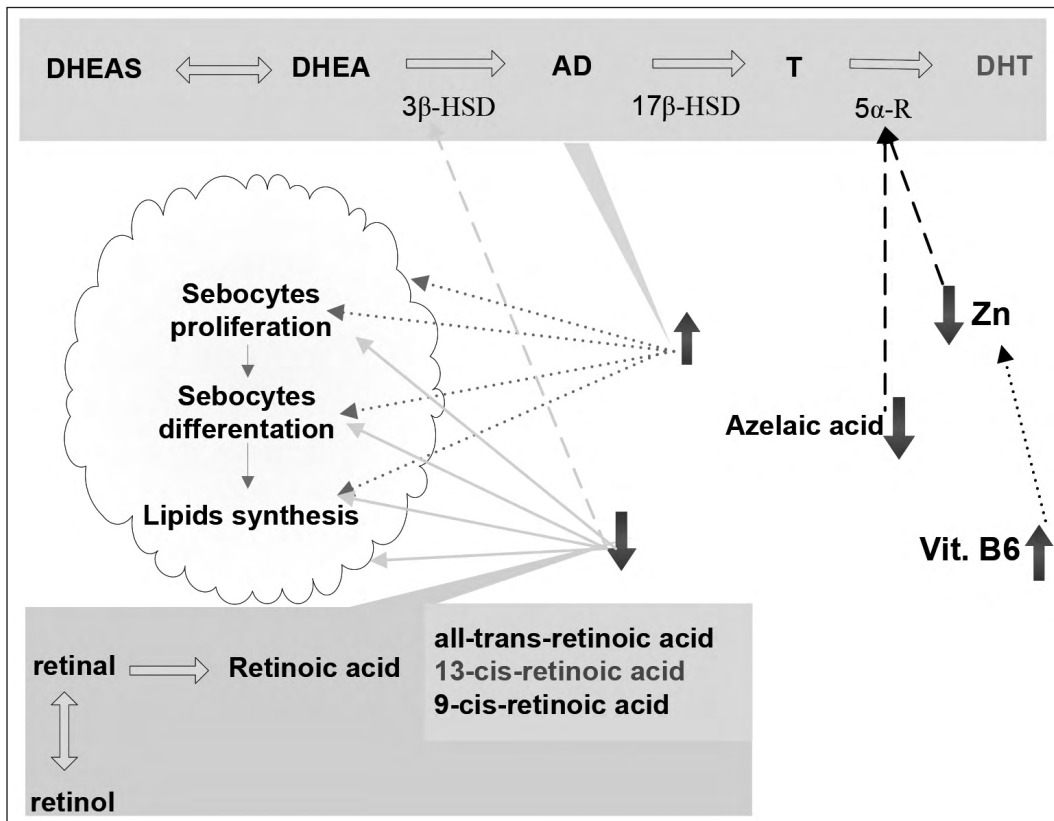 DHEAS DHEA AD T DHT
3β-HSD 17β-HSD 5α-R
Sebocytes
proliferation
Sebocytes
differentation
Lipids synthesis
Zn
Azelaic acid
Vit. B6
retinal Retinoic acid
retinol
all-trans-retinoic acid
13-cis-retinoic acid
9-cis-retinoic acid